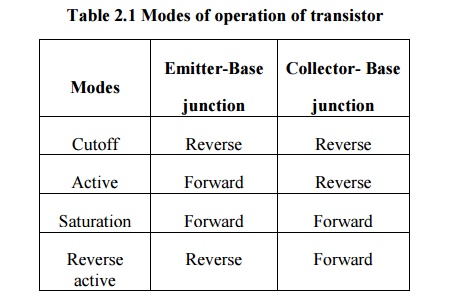 Table 2.1 Modes of operation of transistor
Modes
Emitter-Base
junction
Collector- Base
junction
Cutoff Reverse Reverse
Active Forward Reverse
Saturation Forward Forward
Reverse
active
Reverse Forward